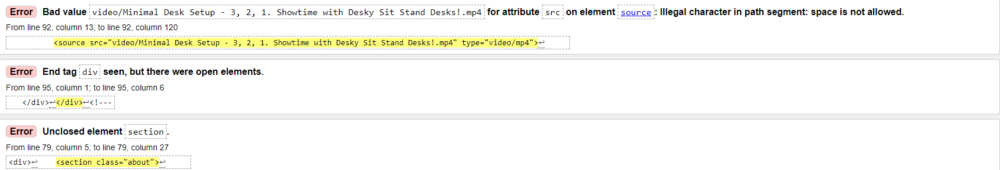 Error Bad value video/Minimal Desk Setup - 3, 2, 1. Showtime with Desky Sit Stand Desks!.mp4 for attribute src on element source: Illegal character in path segment: space is not allowed.
From line 92, column 13; to line 92, column 120
<source src="video/Minimal Desk Setup - 3, 2, 1. Showtime with Desky Sit Stand Desks!.mp4" type="video/mp4">↩
Error End tag div seen, but there were open elements.
From line 95, column 1; to line 95, column 6
</div>↩</div>↩<!---
Error Unclosed element section.
From line 79, column 5; to line 79, column 27
<div>↩    <section class="about">↩